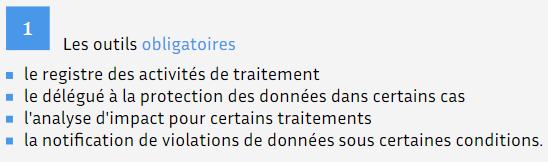 1
Les outils obligatoires
le registre des activités de traitement
le délégué à la protection des données dans certains cas
l'analyse d'impact pour certains traitements
la notification de violations de données sous certaines conditions.